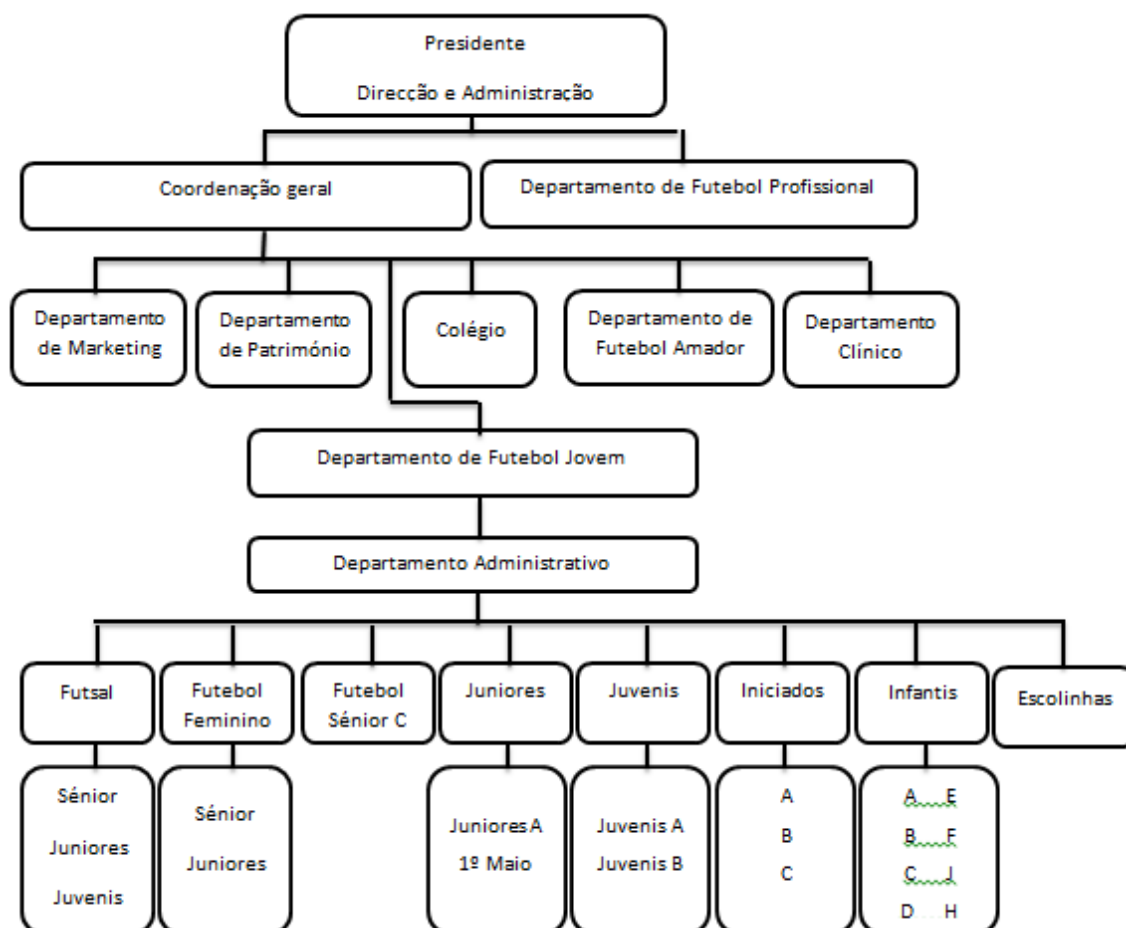 Presidente
Direcção e Administração
Coordenação geral
Departamento de Futebol Profissional
Departamento
de Marketing
Departamento
de Património
Colégio
Departamento de
Futebol Amador
Departamento
Clínico
Departamento de Futebol Jovem
Departamento Administrativo
Futsal
Futebol
Feminino
Futebol
Sénior C
Juniores
Juvenis
Iniciados
Infantis
Escolinhas
Sénior
Juniores
Juvenis
Sénior
Juniores
Juniores A
1º Maio
Juvenis A
Juvenis B
A
B
C
A.....E
B.....F
C.....J
D....H